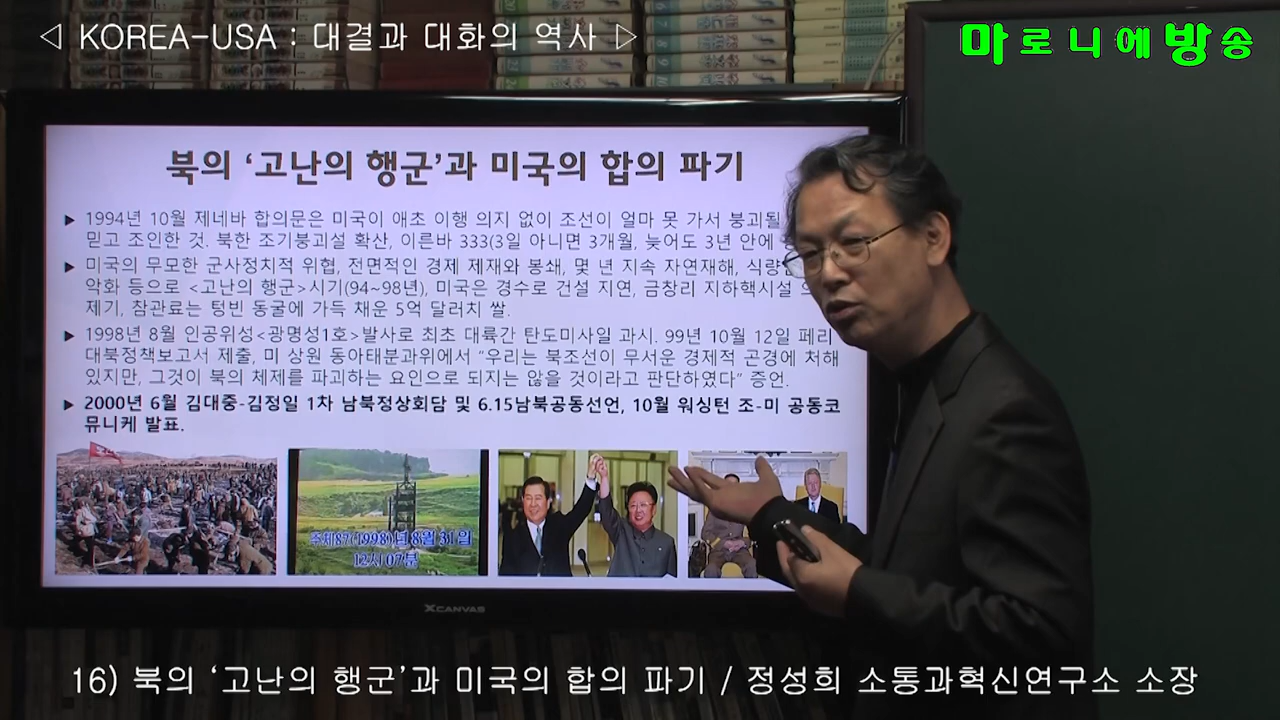 ◁ KOREA-USA : 대결과 대화의 역사 ▷
마로니에방송
북의 ‘고난의 행군’과 미국의 합의 파기
▶ 1994년 10월 제네바 합의문은 미국이 애초 이행 의지 없이 조선이 얼마 못 가서 붕괴될
믿고 조인한 것. 북한 조기붕괴설 확산, 이른바 333(3일 아니면 3개월, 늦어도 3년 안에
▶ 미국의 무모한 군사정치적 위협, 전면적인 경제 제재와 봉쇄, 몇 년 지속 자연재해,
악화 등으로 <고난의 행군>시기(94~98년), 미국은 경수로 건설 지연, 금창리 지하핵시설
제기, 참관료는 텅빈 동굴에 가득 채운 5억 달러치 쌀.
▶ 1998년 8월 인공위성<광명성1호>발사로 최초 대륙간 탄도미사일 과시. 99년 10월 12일 페리
대북정책보고서 제출, 미 상원 동아태분과위에서 “우리는 북조선이 무서운 경제적 곤경에 처해
있지만, 그것이 북의 체제를 파괴하는 요인으로 되지는 않을 것이라고 판단하였다” 증언.
▶ 2000년 6월 김대중-김정일 1차 남북정상회담 및 6.15남북공동선언, 10월 워싱턴 조-미 공동코
뮤니케 발표.
주체87(1998)년 8월 31일
12시 07분
XCANVAS
16) 북의 ‘고난의 행군’과 미국의 합의 파기 / 정성희 소통과혁신연구소 소장